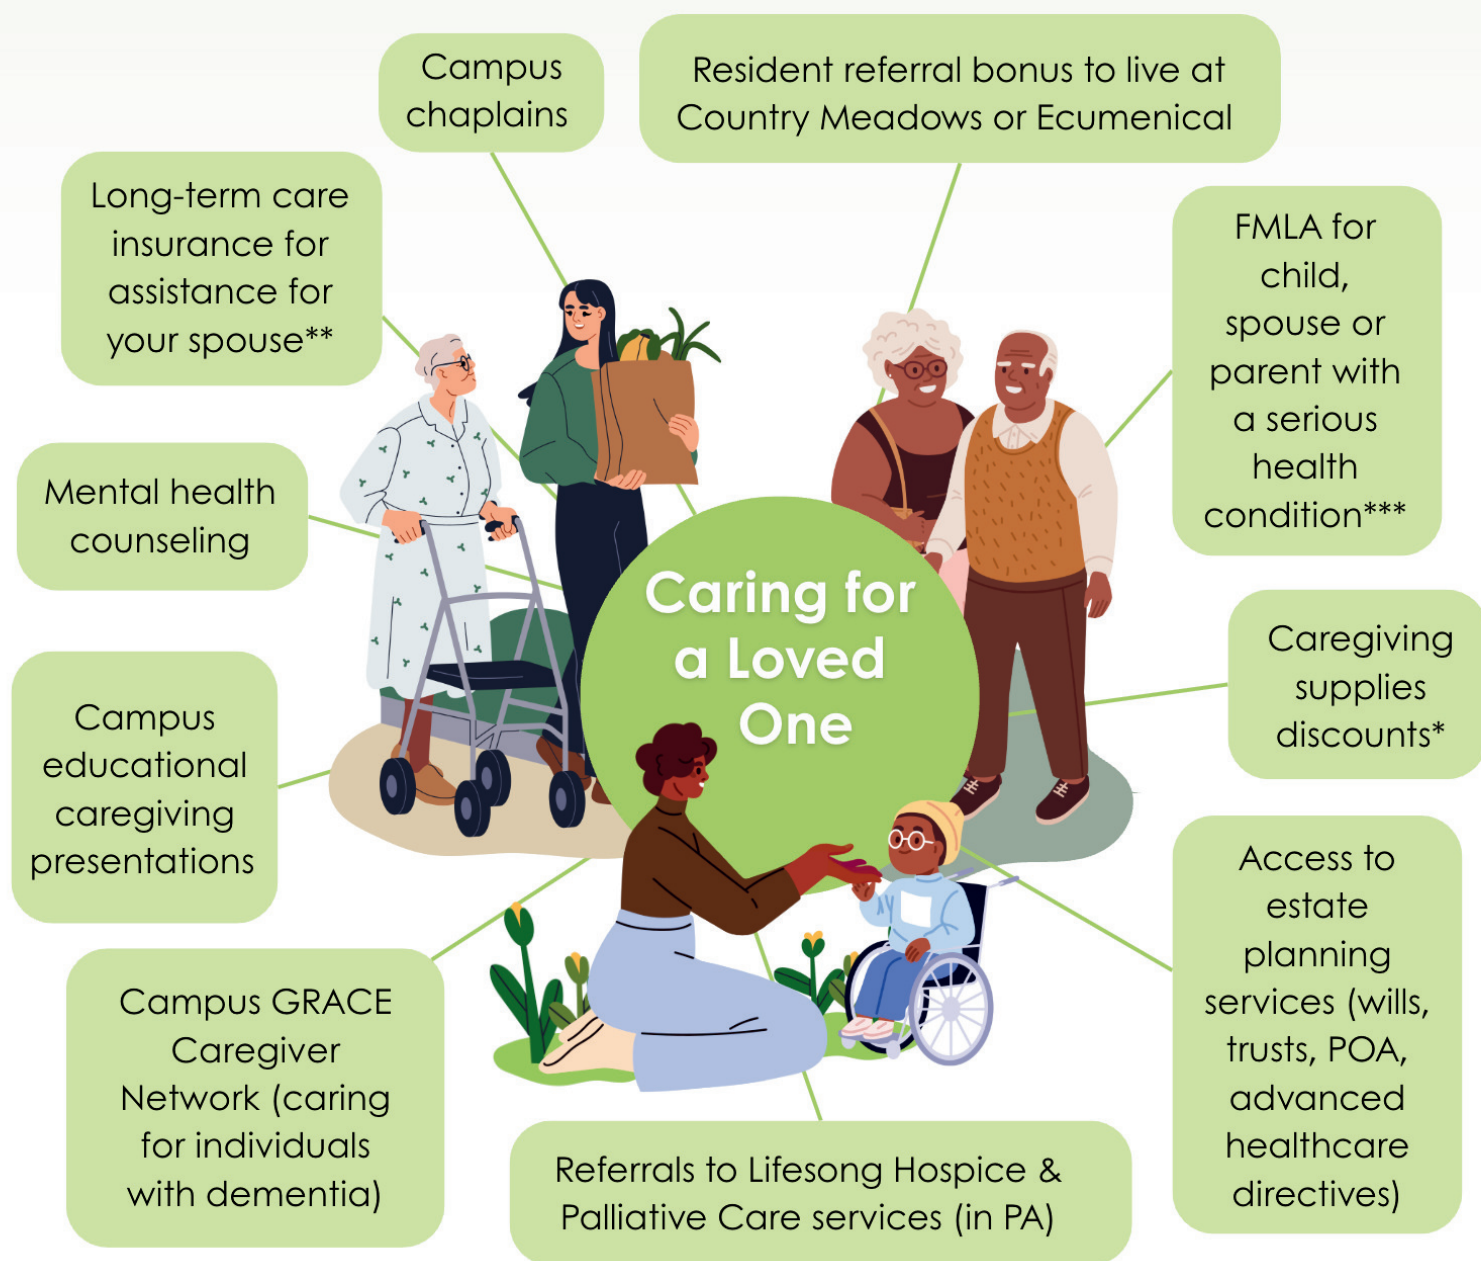 Campus
chaplains
Resident referral bonus to live at
Country Meadows or Ecumenical
Long-term care
insurance for
assistance for
your spouse**
FMLA for
child,
spouse or
parent with
a serious
health
condition***
Mental health
counseling
Caring for
a Loved
One
Caregiving
supplies
discounts*
Campus
educational
caregiving
presentations
Access to
estate
planning
services (wills,
trusts, POA,
advanced
healthcare
directives)
Campus GRACE
Caregiver
Network (caring
for individuals
with dementia)
Referrals to Lifesong Hospice &
Palliative Care services (in PA)